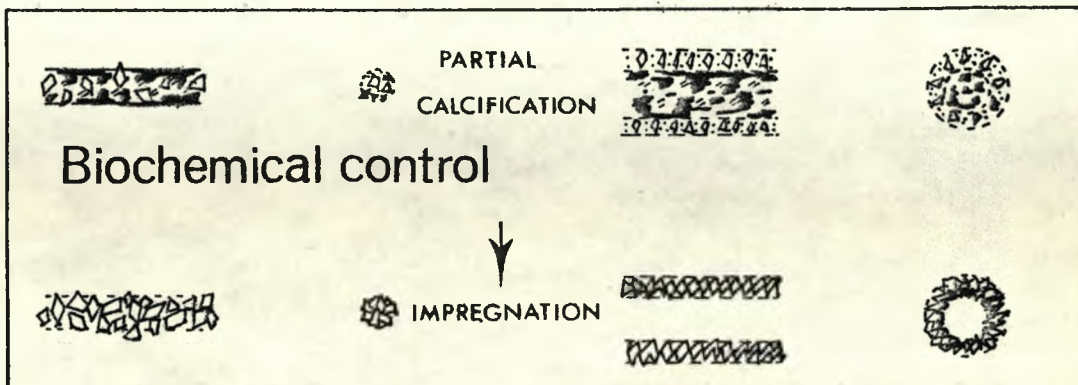 PARTIAL
CALCIFICATION
Biochemical control
IMPREGNATION